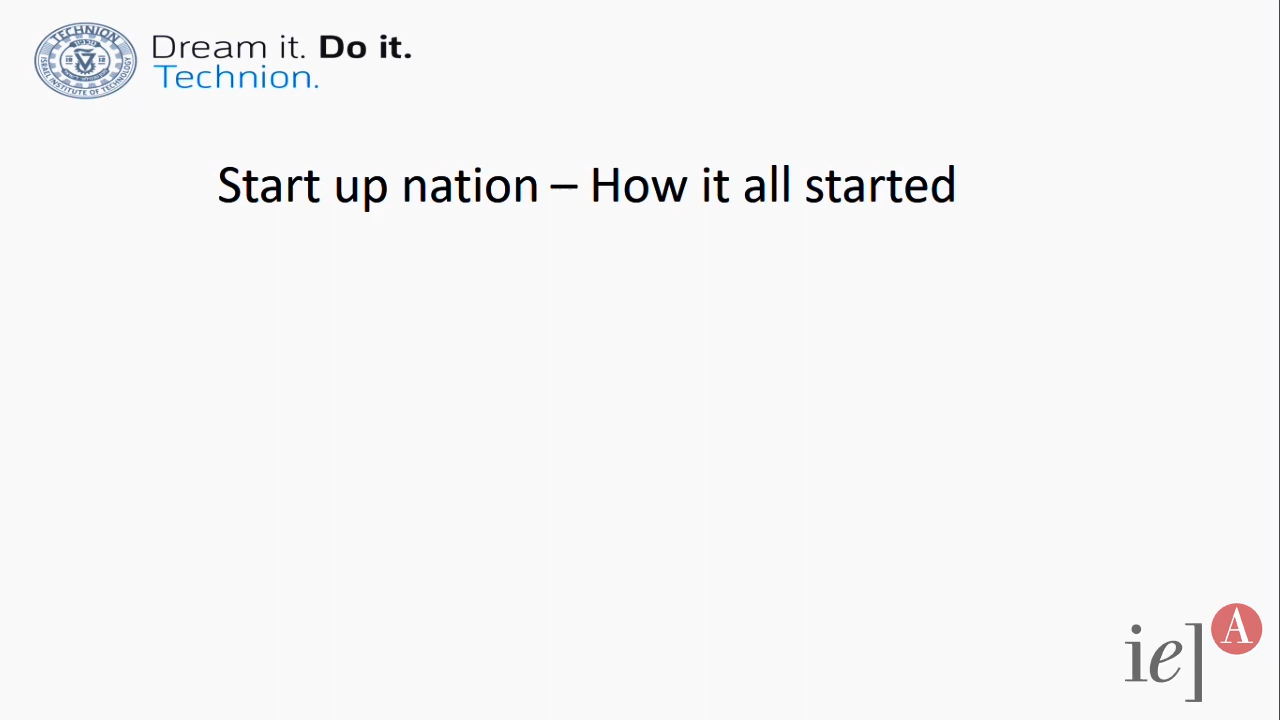 TECHNION
ISRAEL INSTITUTE OF TECHNOLOGY
Dream it. Do it.
Technion.
Start up nation – How it all started
ie]
A